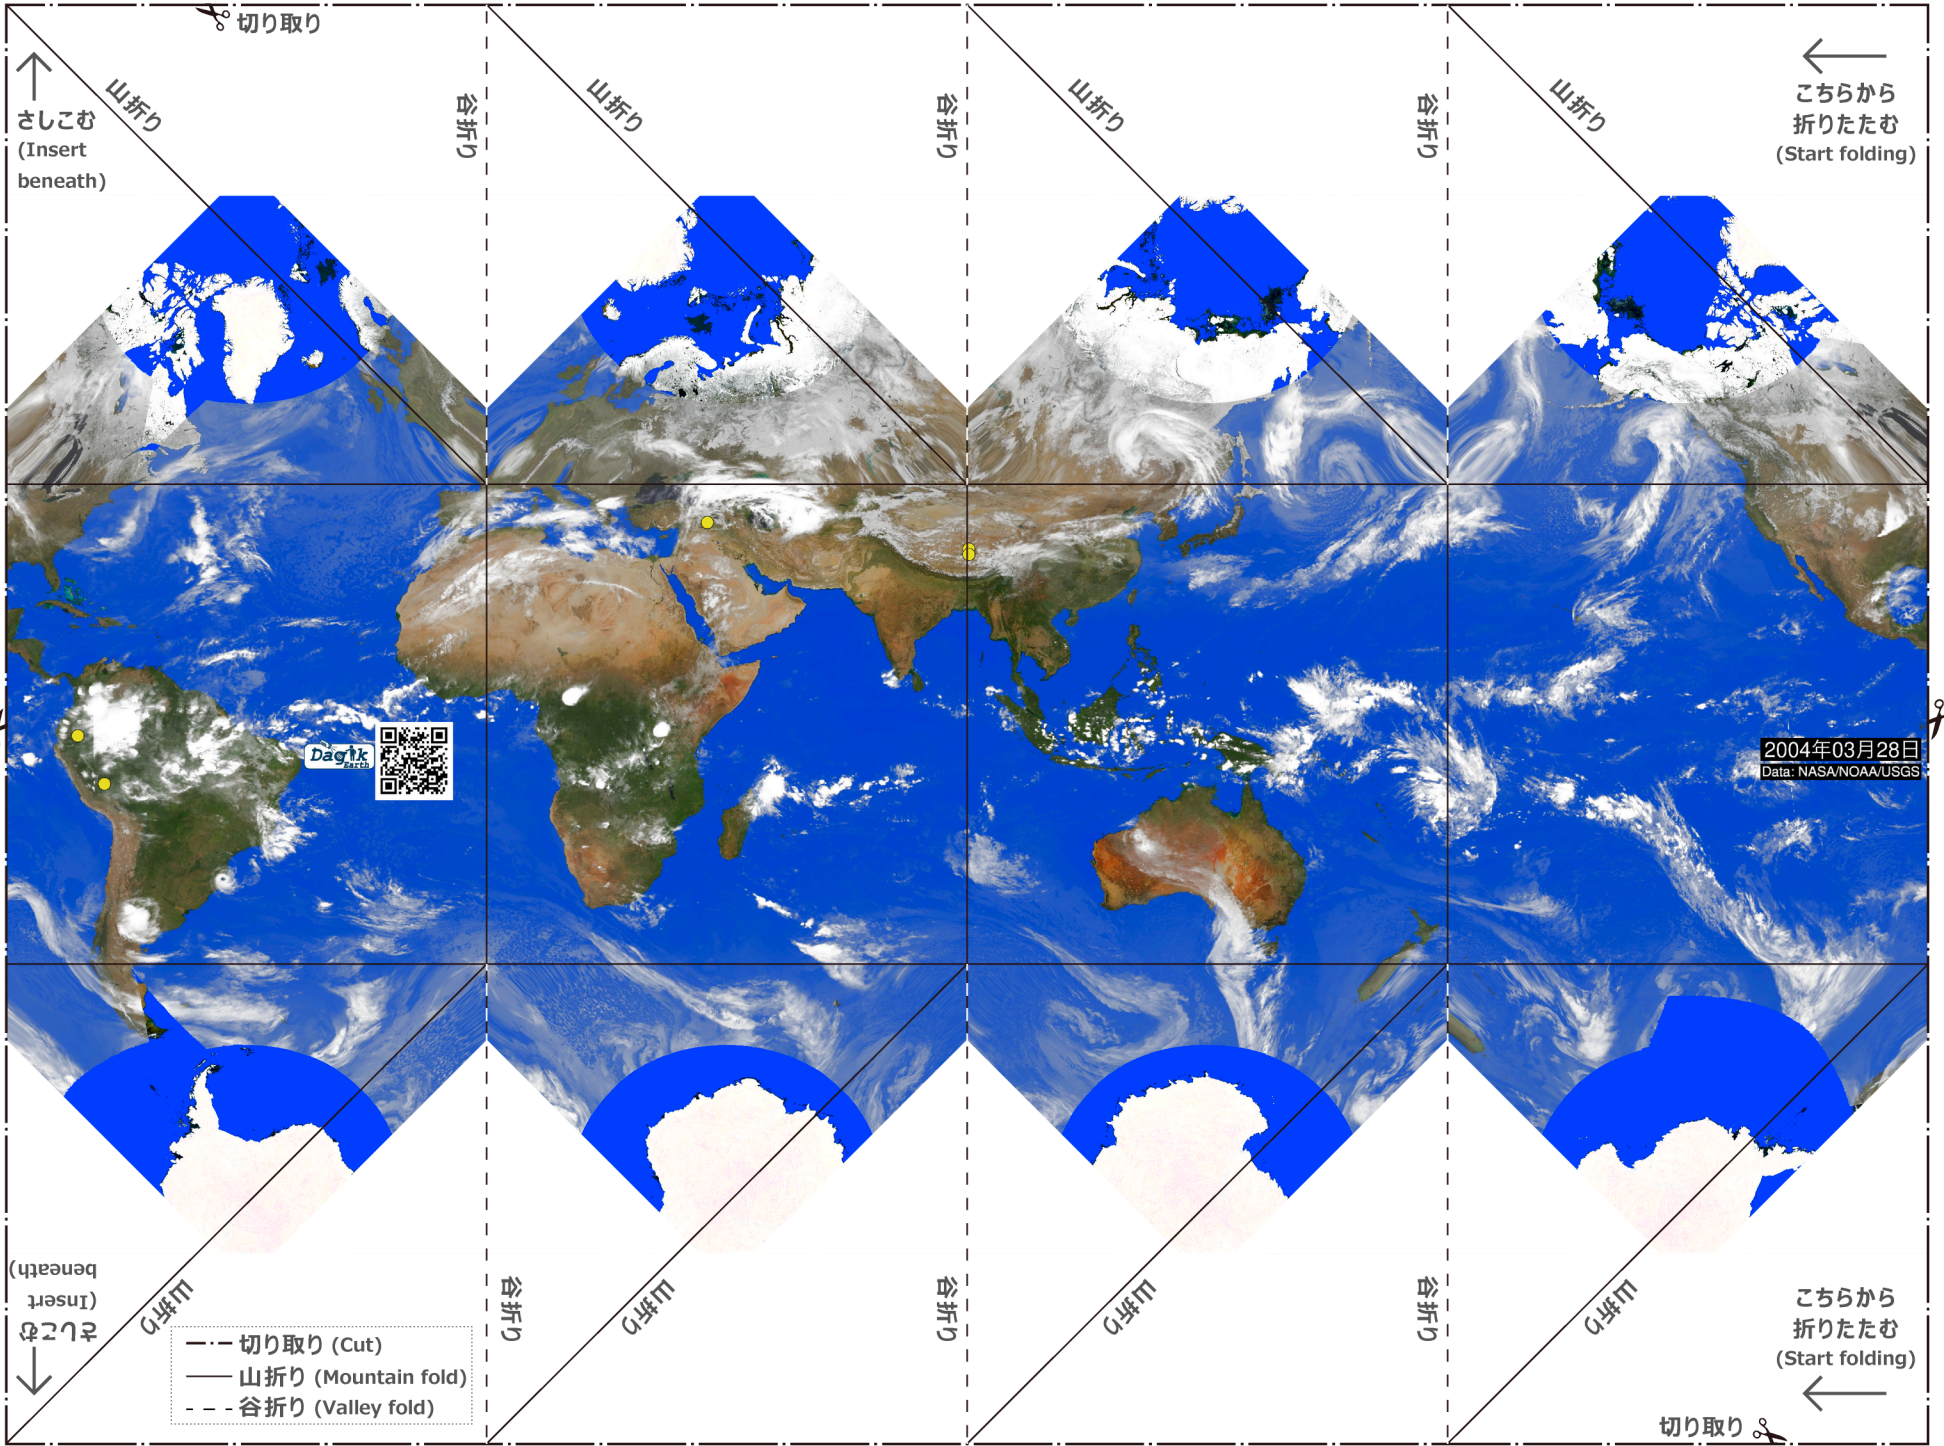 切り取り
山折り
谷折り
山折り
谷折り
山折り
谷折り
山折り
さしこむ
(Insert
beneath)
こちらから
折りたたむ
(Start folding)
Dagik
Earth
2004年03月28日
Data: NASA/NOAA/USGS
さしこむ
(Insert
beneath)
山折り
谷折り
山折り
谷折り
山折り
谷折り
山折り
こちらから
折りたたむ
(Start folding)
切り取り (Cut)
山折り (Mountain fold)
谷折り (Valley fold)
切り取り